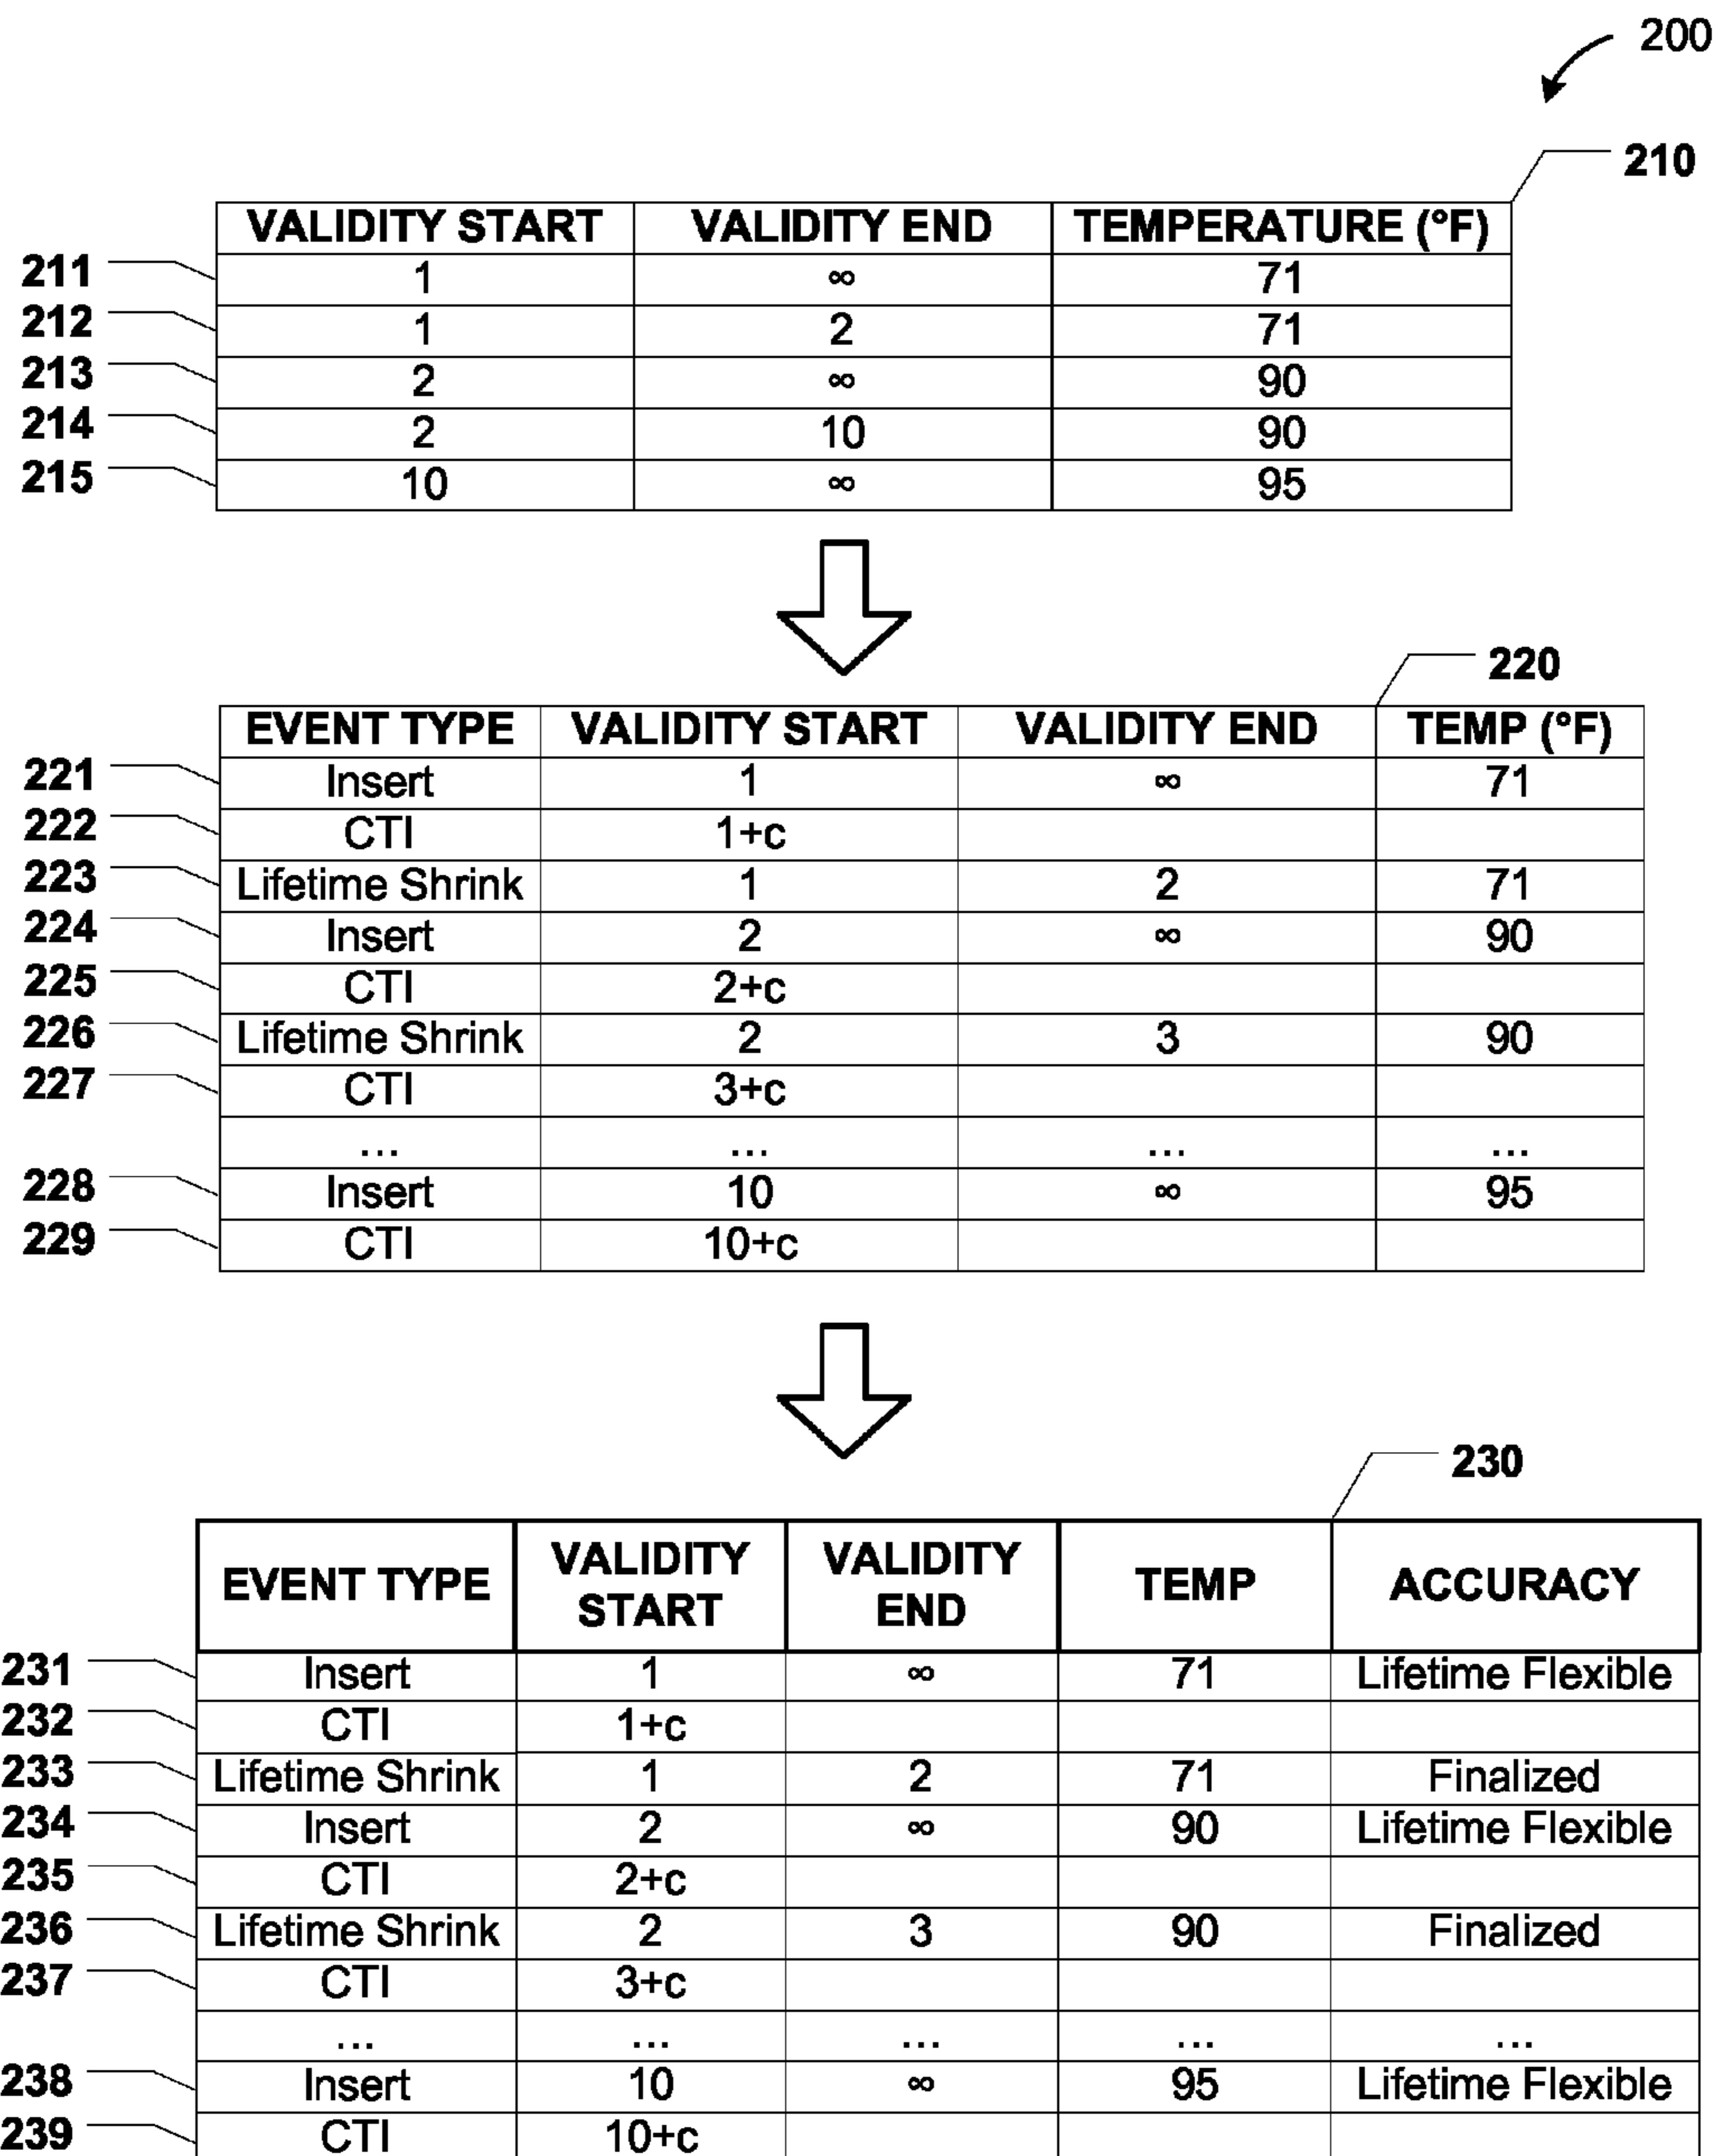 200
210
VALIDITY START VALIDITY END TEMPERATURE (°F)
211 1 ∞ 71
212 1 2 71
213 2 ∞ 90
214 2 10 90
215 10 ∞ 95
220
EVENT TYPE VALIDITY START VALIDITY END TEMP (°F)
221 Insert 1 ∞ 71
222 CTI 1+c
223 Lifetime Shrink 1 2 71
224 Insert 2 ∞ 90
225 CTI 2+c
226 Lifetime Shrink 2 3 90
227 CTI 3+c
... ... ... ...
228 Insert 10 ∞ 95
229 CTI 10+c
230
EVENT TYPE VALIDITY START VALIDITY END TEMP ACCURACY
231 Insert 1 ∞ 71 Lifetime Flexible
232 CTI 1+c
233 Lifetime Shrink 1 2 71 Finalized
234 Insert 2 ∞ 90 Lifetime Flexible
235 CTI 2+c
236 Lifetime Shrink 2 3 90 Finalized
237 CTI 3+c
... ... ... ... ...
238 Insert 10 ∞ 95 Lifetime Flexible
239 CTI 10+c